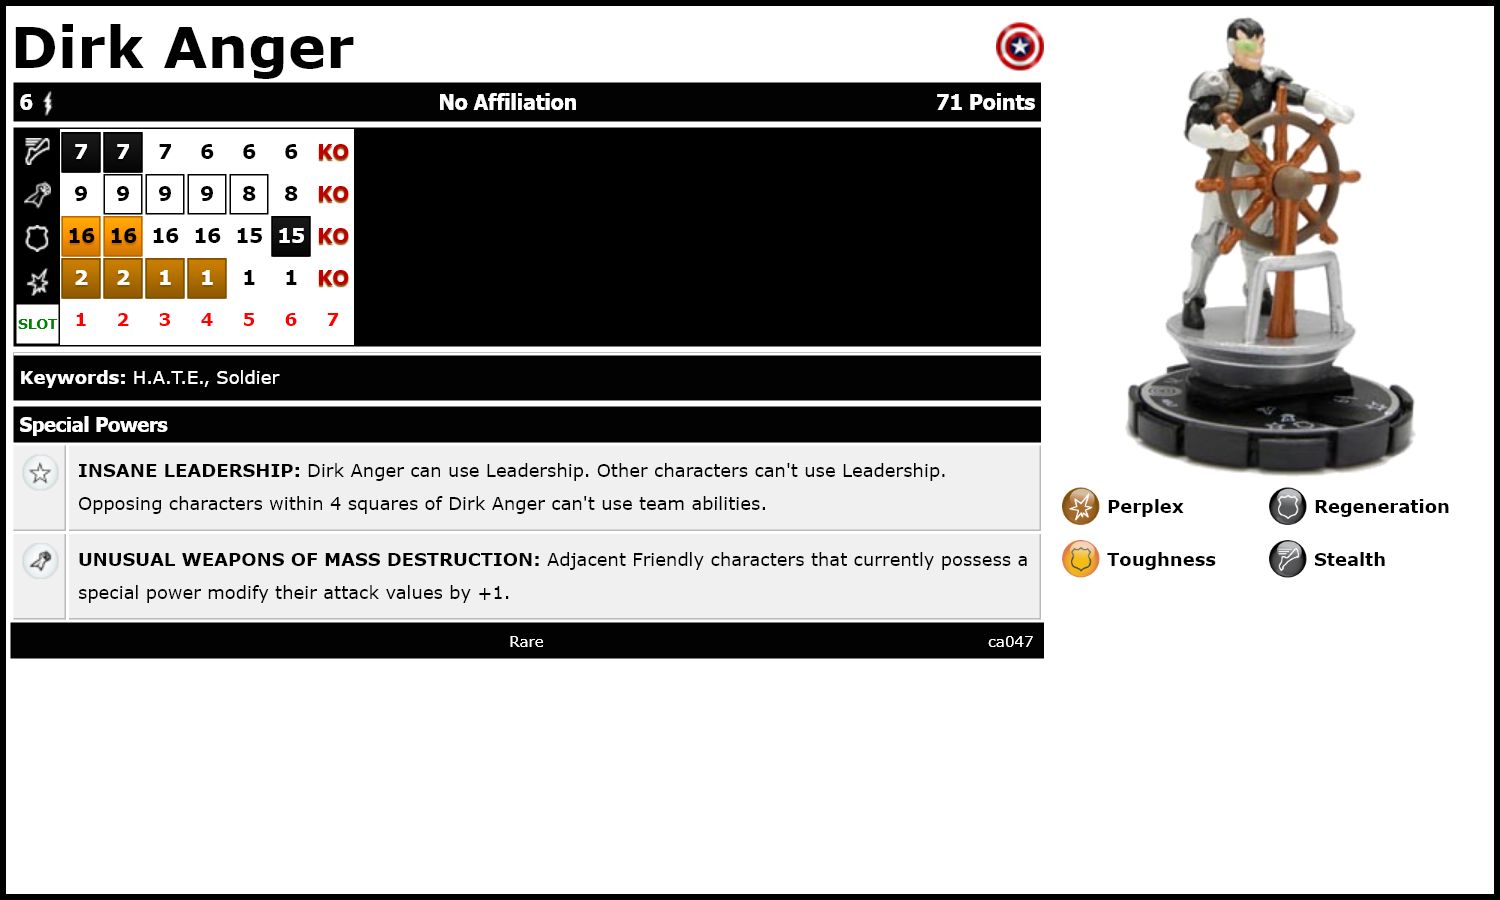 Dirk Anger
6 No Affiliation 71 Points
7 7 7 6 6 6 KO
9 9 9 9 8 8 KO
16 16 16 16 15 15 KO
2 2 1 1 1 1 KO
SLOT 1 2 3 4 5 6 7
Keywords: H.A.T.E., Soldier
Special Powers
INSANE LEADERSHIP: Dirk Anger can use Leadership. Other characters can't use Leadership.
Opposing characters within 4 squares of Dirk Anger can't use team abilities.
UNUSUAL WEAPONS OF MASS DESTRUCTION: Adjacent Friendly characters that currently possess a
special power modify their attack values by +1.
Rare ca047
Perplex Regeneration
Toughness Stealth